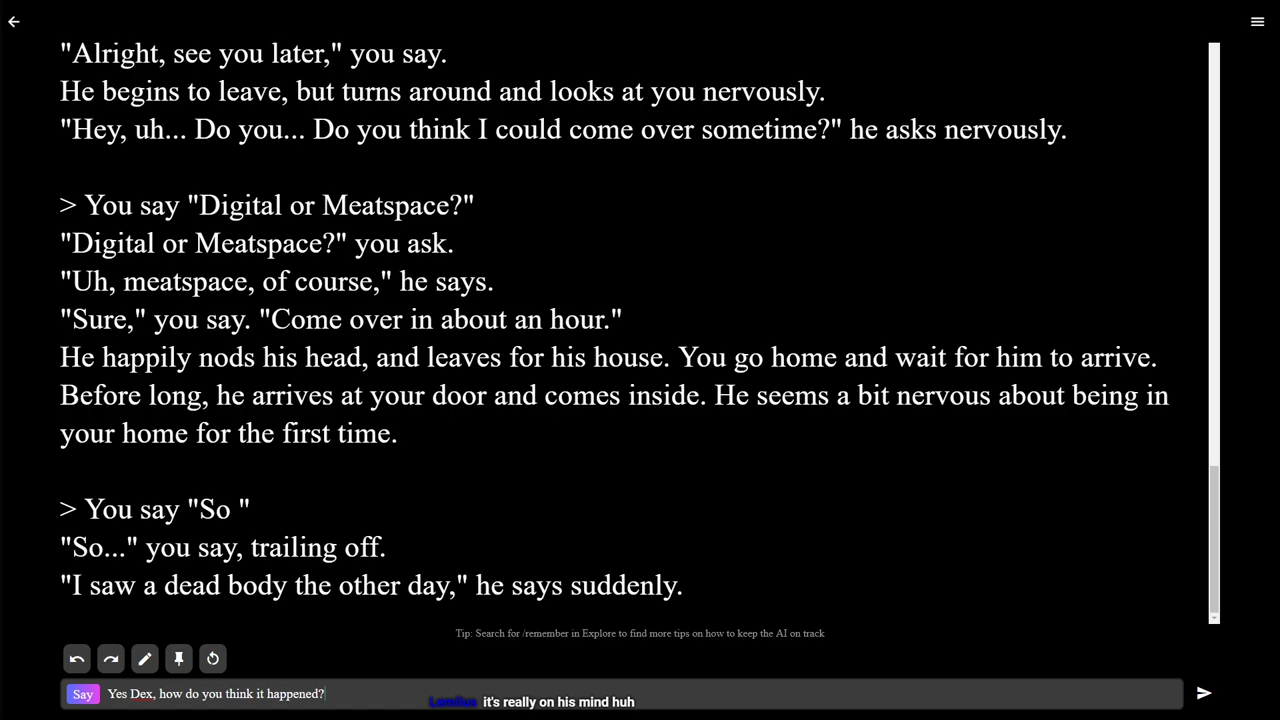 "Alright, see you later," you say.
He begins to leave, but turns around and looks at you nervously.
"Hey, uh... Do you... Do you think I could come over sometime?" he asks nervously.
> You say "Digital or Meatspace?"
"Digital or Meatspace?" you ask.
"Uh, meatspace, of course," he says.
"Sure," you say. "Come over in about an hour."
He happily nods his head, and leaves for his house. You go home and wait for him to arrive.
Before long, he arrives at your door and comes inside. He seems a bit nervous about being in
your home for the first time.
> You say "So "
"So..." you say, trailing off.
"I saw a dead body the other day," he says suddenly.
Tip: Search for /remember in Explore to find more tips on how to keep the AI on track
Say Yes Dex, how do you think it happened?
it's really on his mind huh